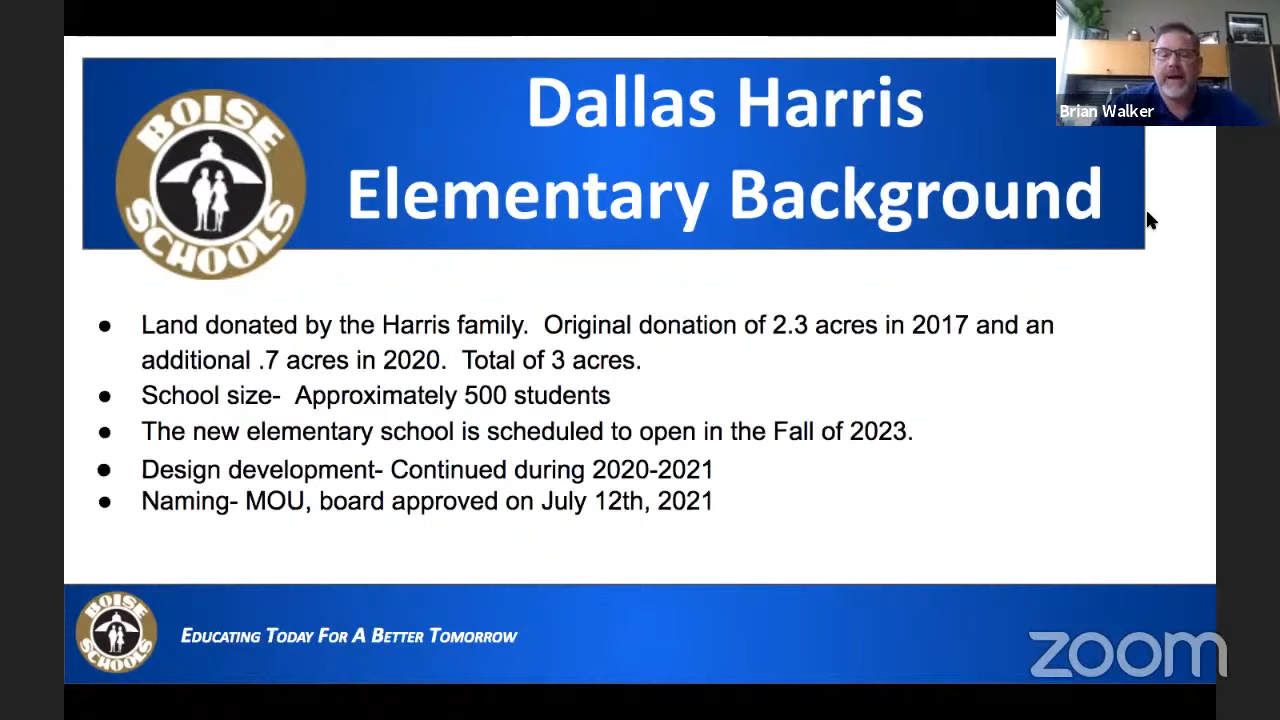 Dallas Harris
Elementary Background
BOISE
SCHOOLS
Brian Walker
● Land donated by the Harris family.  Original donation of 2.3 acres in 2017 and an
additional .7 acres in 2020.  Total of 3 acres.
● School size-  Approximately 500 students
● The new elementary school is scheduled to open in the Fall of 2023.
● Design development- Continued during 2020-2021
● Naming- MOU, board approved on July 12th, 2021
BOISE
SCHOOLS
EDUCATING TODAY FOR A BETTER TOMORROW
zoom